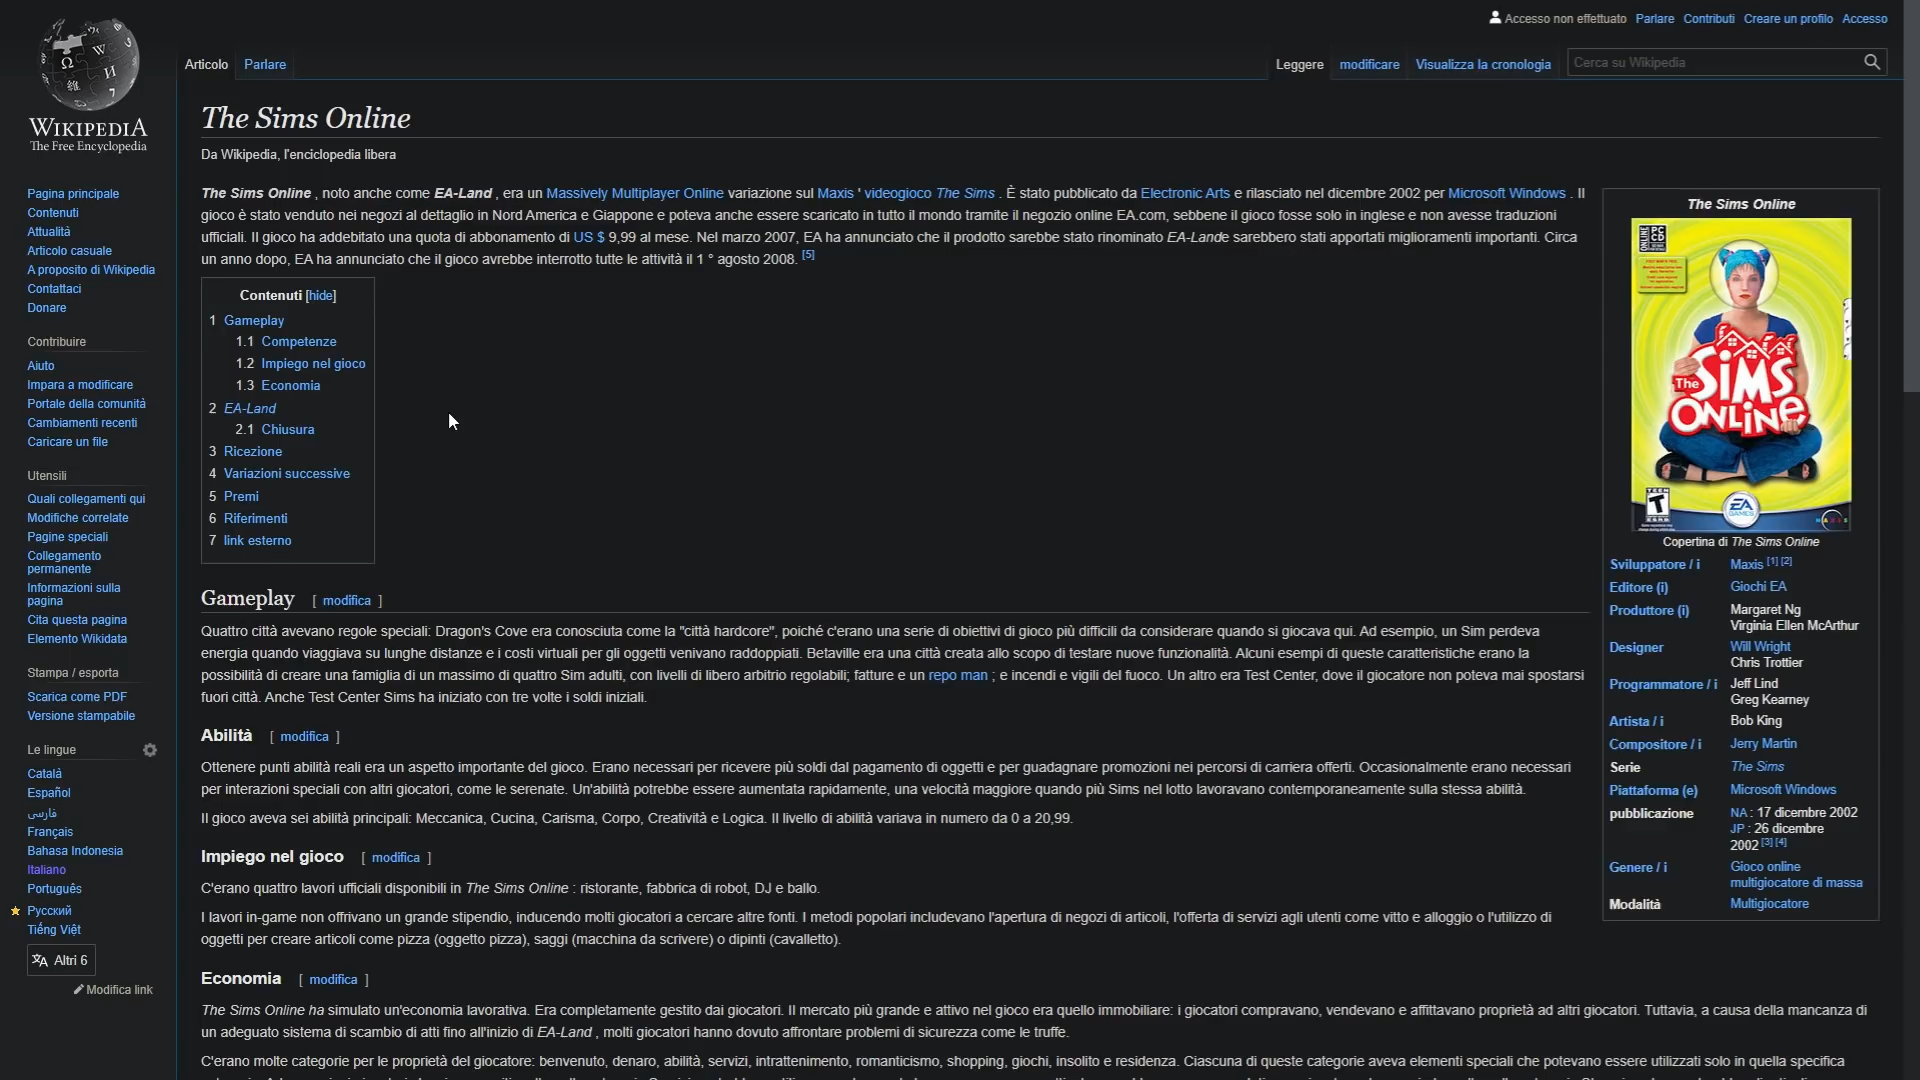 Accesso non effettuato Parlare Contributi Creare un profilo Accesso
Articolo Parlare
Leggere modificare Visualizza la cronologia Cerca su Wikipedia
WIKIPEDIA
The Free Encyclopedia
Pagina principale
Contenuti
Attualità
Articolo casuale
A proposito di Wikipedia
Contattaci
Donare
Contribuire
Aiuto
Impara a modificare
Portale della comunità
Cambiamenti recenti
Caricare un file
Utensili
Quali collegamenti qui
Modifiche correlate
Pagine speciali
Collegamento
permanente
Informazioni sulla
pagina
Cita questa pagina
Elemento Wikidata
Stampa / esporta
Scarica come PDF
Versione stampabile
Le lingue
Català
Español
فارسی
Français
Bahasa Indonesia
Italiano
Português
Русский
Tiếng Việt
Altri 6
Modifica link
The Sims Online
Da Wikipedia, l'enciclopedia libera
The Sims Online , noto anche come EA-Land , era un Massively Multiplayer Online variazione sul Maxis ' videogioco The Sims . È stato pubblicato da Electronic Arts e rilasciato nel dicembre 2002 per Microsoft Windows . Il
gioco è stato venduto nei negozi al dettaglio in Nord America e Giappone e poteva anche essere scaricato in tutto il mondo tramite il negozio online EA.com, sebbene il gioco fosse solo in inglese e non avesse traduzioni
ufficiali. Il gioco ha addebitato una quota di abbonamento di US $ 9,99 al mese. Nel marzo 2007, EA ha annunciato che il prodotto sarebbe stato rinominato EA-Lande sarebbero stati apportati miglioramenti importanti. Circa
un anno dopo, EA ha annunciato che il gioco avrebbe interrotto tutte le attività il 1 ° agosto 2008. [5]
Contenuti [hide]
1 Gameplay
1.1 Competenze
1.2 Impiego nel gioco
1.3 Economia
2 EA-Land
2.1 Chiusura
3 Ricezione
4 Variazioni successive
5 Premi
6 Riferimenti
7 link esterno
Gameplay [ modifica ]
Quattro città avevano regole speciali: Dragon's Cove era conosciuta come la "città hardcore", poiché c'erano una serie di obiettivi di gioco più difficili da considerare quando si giocava qui. Ad esempio, un Sim perdeva
energia quando viaggiava su lunghe distanze e i costi virtuali per gli oggetti venivano raddoppiati. Betaville era una città creata allo scopo di testare nuove funzionalità. Alcuni esempi di queste caratteristiche erano la
possibilità di creare una famiglia di un massimo di quattro Sim adulti, con livelli di libero arbitrio regolabili; fatture e un repo man ; e incendi e vigili del fuoco. Un altro era Test Center, dove il giocatore non poteva mai spostarsi
fuori città. Anche Test Center Sims ha iniziato con tre volte i soldi iniziali.
Abilità [ modifica ]
Ottenere punti abilità reali era un aspetto importante del gioco. Erano necessari per ricevere più soldi dal pagamento di oggetti e per guadagnare promozioni nei percorsi di carriera offerti. Occasionalmente erano necessari
per interazioni speciali con altri giocatori, come le serenate. Un'abilità potrebbe essere aumentata rapidamente, una velocità maggiore quando più Sims nel lotto lavoravano contemporaneamente sulla stessa abilità.
Il gioco aveva sei abilità principali: Meccanica, Cucina, Carisma, Corpo, Creatività e Logica. Il livello di abilità variava in numero da 0 a 20,99.
Impiego nel gioco [ modifica ]
C'erano quattro lavori ufficiali disponibili in The Sims Online : ristorante, fabbrica di robot, DJ e ballo.
I lavori in-game non offrivano un grande stipendio, inducendo molti giocatori a cercare altre fonti. I metodi popolari includevano l'apertura di negozi di articoli, l'offerta di servizi agli utenti come vitto e alloggio o l'utilizzo di
oggetti per creare articoli come pizza (oggetto pizza), saggi (macchina da scrivere) o dipinti (cavalletto).
Economia [ modifica ]
The Sims Online ha simulato un'economia lavorativa. Era completamente gestito dai giocatori. Il mercato più grande e attivo nel gioco era quello immobiliare: i giocatori compravano, vendevano e affittavano proprietà ad altri giocatori. Tuttavia, a causa della mancanza di
un adeguato sistema di scambio di atti fino all'inizio di EA-Land , molti giocatori hanno dovuto affrontare problemi di sicurezza come le truffe.
C'erano molte categorie per le proprietà del giocatore: benvenuto, denaro, abilità, servizi, intrattenimento, romanticismo, shopping, giochi, insolito e residenza. Ciascuna di queste categorie aveva elementi speciali che potevano essere utilizzati solo in quella specifica
The Sims Online
ONLINE
PC
CD
The
SIMS
ONLINE
TEEN
T
ESRB
EA
GAMES
MAXIS
Copertina di The Sims Online
Sviluppatore / i Maxis [1] [2]
Editore (i) Giochi EA
Produttore (i) Margaret Ng
Virginia Ellen McArthur
Designer Will Wright
Chris Trottier
Programmatore / i Jeff Lind
Greg Kearney
Artista / i Bob King
Compositore / i Jerry Martin
Serie The Sims
Piattaforma (e) Microsoft Windows
pubblicazione NA : 17 dicembre 2002
JP : 26 dicembre
2002 [3] [4]
Genere / i Gioco online
multigiocatore di massa
Modalità Multigiocatore